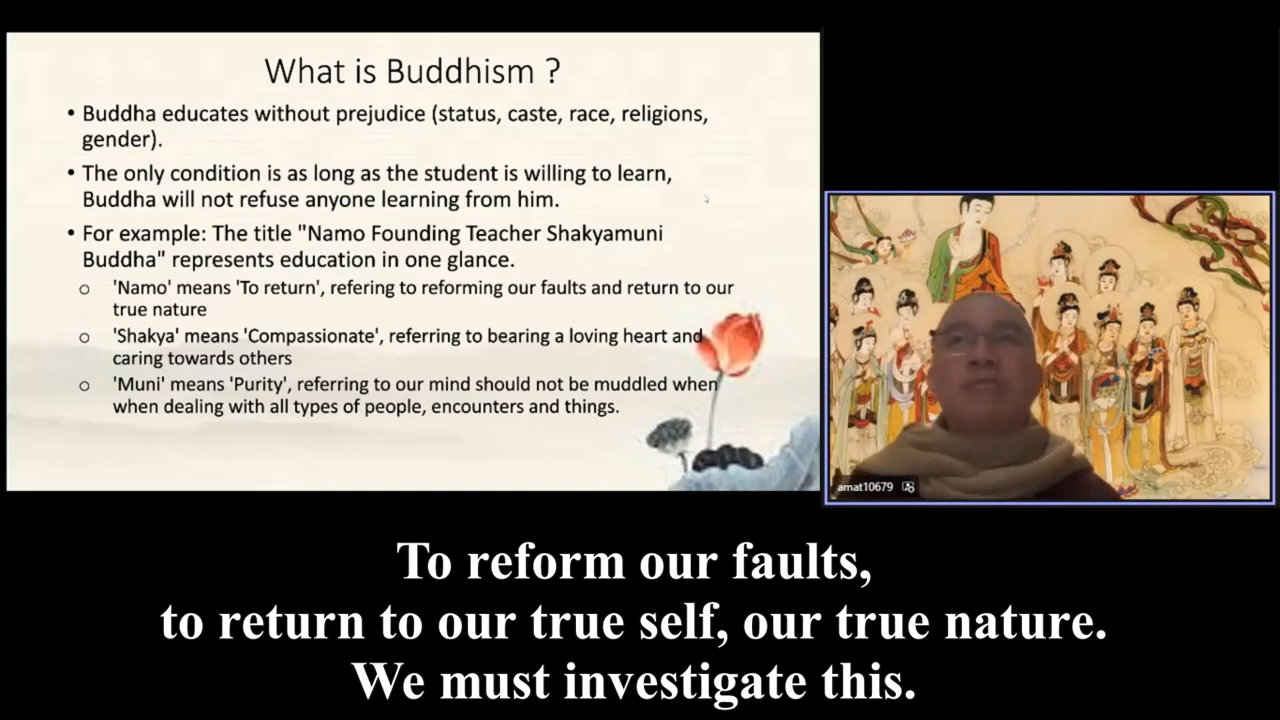 What is Buddhism ?
• Buddha educates without prejudice (status, caste, race, religions,
gender).
• The only condition is as long as the student is willing to learn,
Buddha will not refuse anyone learning from him.
• For example: The title "Namo Founding Teacher Shakyamuni
Buddha" represents education in one glance.
o 'Namo' means 'To return', refering to reforming our faults and return to our
true nature
o 'Shakya' means 'Compassionate', referring to bearing a loving heart and
caring towards others
o 'Muni' means 'Purity', referring to our mind should not be muddled when
when dealing with all types of people, encounters and things.
amat10679
To reform our faults,
to return to our true self, our true nature.
We must investigate this.